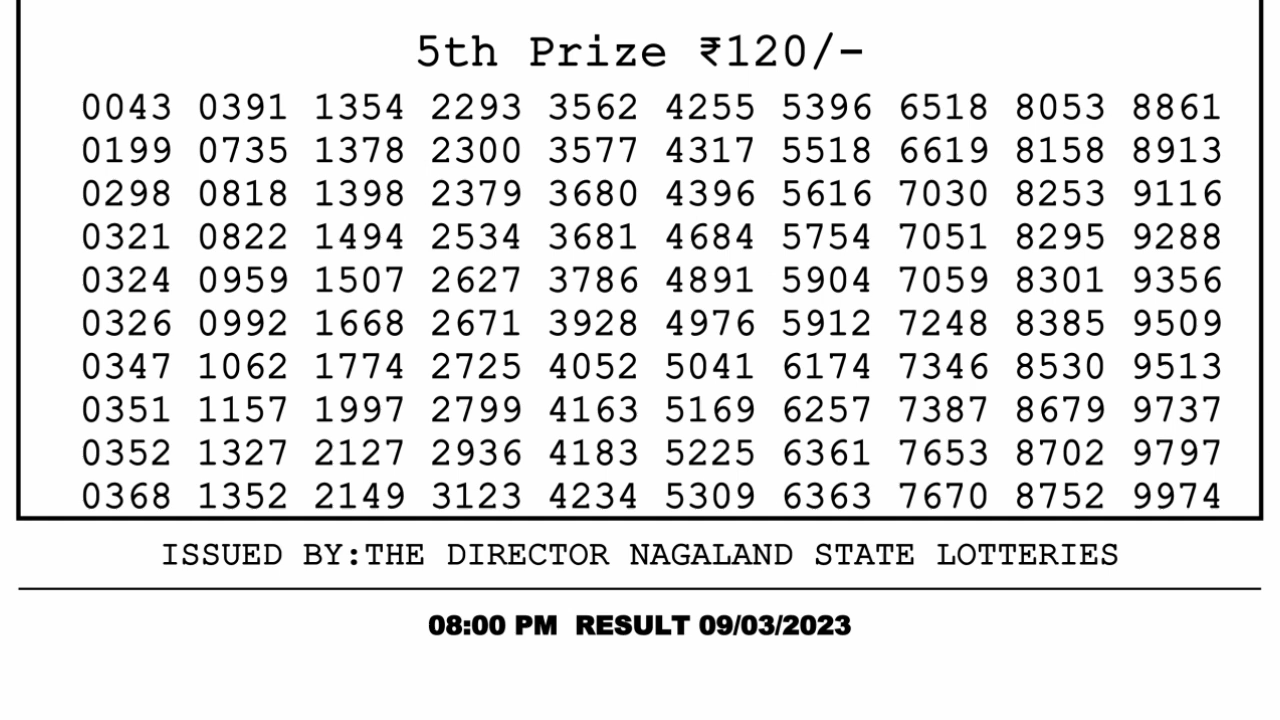 5th Prize ₹120/-
0043 0391 1354 2293 3562 4255 5396 6518 8053 8861
0199 0735 1378 2300 3577 4317 5518 6619 8158 8913
0298 0818 1398 2379 3680 4396 5616 7030 8253 9116
0321 0822 1494 2534 3681 4684 5754 7051 8295 9288
0324 0959 1507 2627 3786 4891 5904 7059 8301 9356
0326 0992 1668 2671 3928 4976 5912 7248 8385 9509
0347 1062 1774 2725 4052 5041 6174 7346 8530 9513
0351 1157 1997 2799 4163 5169 6257 7387 8679 9737
0352 1327 2127 2936 4183 5225 6361 7653 8702 9797
0368 1352 2149 3123 4234 5309 6363 7670 8752 9974
ISSUED BY:THE DIRECTOR NAGALAND STATE LOTTERIES
08:00 PM RESULT 09/03/2023